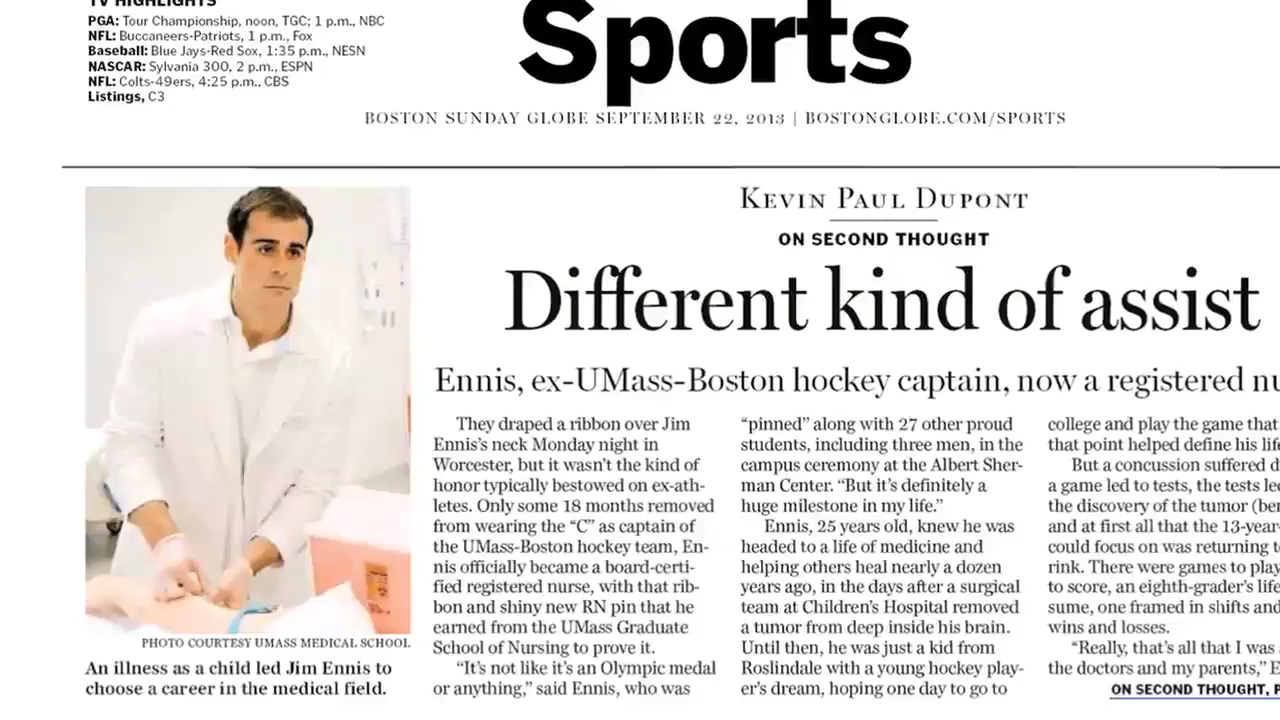 TV HIGHLIGHTS
PGA: Tour Championship, noon, TGC; 1 p.m., NBC
NFL: Buccaneers-Patriots, 1 p.m., Fox
Baseball: Blue Jays-Red Sox, 1:35 p.m., NESN
NASCAR: Sylvania 300, 2 p.m., ESPN
NFL: Colts-49ers, 4:25 p.m., CBS
Listings, C3
Sports
BOSTON SUNDAY GLOBE SEPTEMBER 22, 2013 | BOSTONGLOBE.COM/SPORTS
KEVIN PAUL DUPONT
ON SECOND THOUGHT
Different kind of assist
Ennis, ex-UMass-Boston hockey captain, now a registered nu
PHOTO COURTESY UMASS MEDICAL SCHOOL
An illness as a child led Jim Ennis to
choose a career in the medical field.
They draped a ribbon over Jim
Ennis's neck Monday night in
Worcester, but it wasn't the kind of
honor typically bestowed on ex-ath-
letes. Only some 18 months removed
from wearing the "C" as captain of
the UMass-Boston hockey team, En-
nis officially became a board-certi-
fied registered nurse, with that rib-
bon and shiny new RN pin that he
earned from the UMass Graduate
School of Nursing to prove it.
"It's not like it's an Olympic medal
or anything," said Ennis, who was
"pinned" along with 27 other proud
students, including three men, in the
campus ceremony at the Albert Sher-
man Center. "But it's definitely a
huge milestone in my life."
Ennis, 25 years old, knew he was
headed to a life of medicine and
helping others heal nearly a dozen
years ago, in the days after a surgical
team at Children's Hospital removed
a tumor from deep inside his brain.
Until then, he was just a kid from
Roslindale with a young hockey play-
er's dream, hoping one day to go to
college and play the game that
that point helped define his life
But a concussion suffered d
a game led to tests, the tests led
the discovery of the tumor (ben
and at first all that the 13-year-
could focus on was returning to
rink. There were games to play
to score, an eighth-grader's life
sume, one framed in shifts and
wins and losses.
"Really, that's all that I was
the doctors and my parents," E
ON SECOND THOUGHT, P